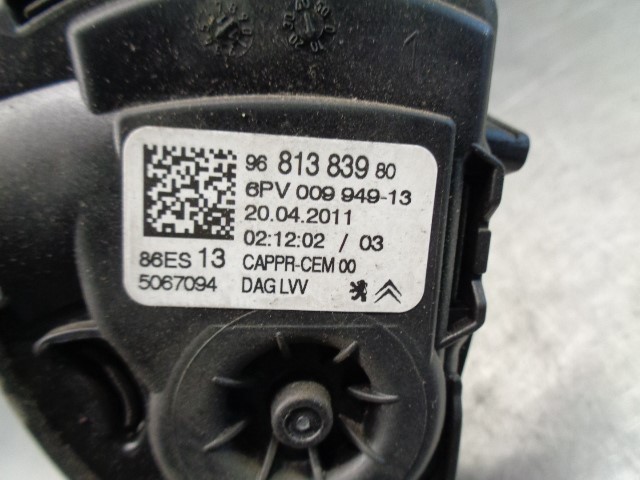 96 813 839 80
6PV 009 949-13
20.04.2011
02:12:02 / 03
86ES 13 CAPPR-CEM 00
5067094 DAG LVV
1